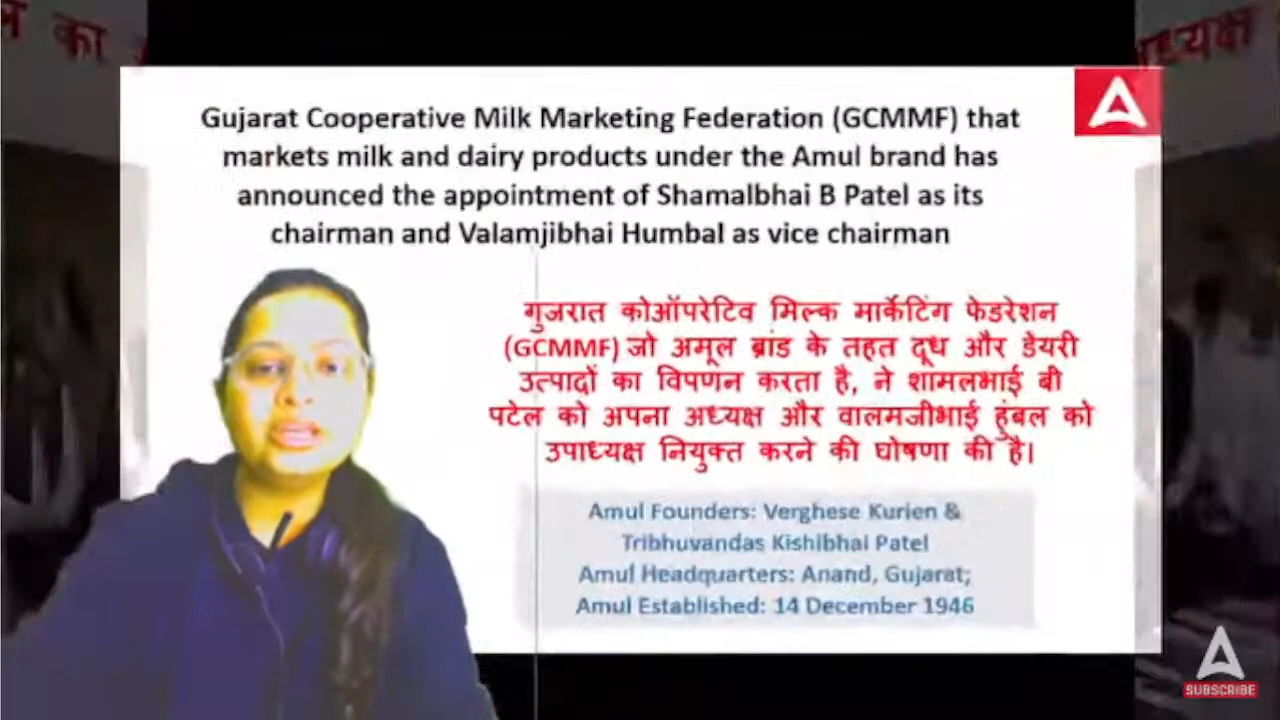 Gujarat Cooperative Milk Marketing Federation (GCMMF) that
markets milk and dairy products under the Amul brand has
announced the appointment of Shamalbhai B Patel as its
chairman and Valamjibhai Humbal as vice chairman
गुजरात कोऑपरेटिव मिल्क मार्केटिंग फेडरेशन
(GCMMF) जो अमूल ब्रांड के तहत दूध और डेयरी
उत्पादों का विपणन करता है, ने शामलभाई बी
पटेल को अपना अध्यक्ष और वालमजीभाई हुंबल को
उपाध्यक्ष नियुक्त करने की घोषणा की है।
Amul Founders: Verghese Kurien &
Tribhuvandas Kishibhai Patel
Amul Headquarters: Anand, Gujarat;
Amul Established: 14 December 1946
SUBSCRIBE